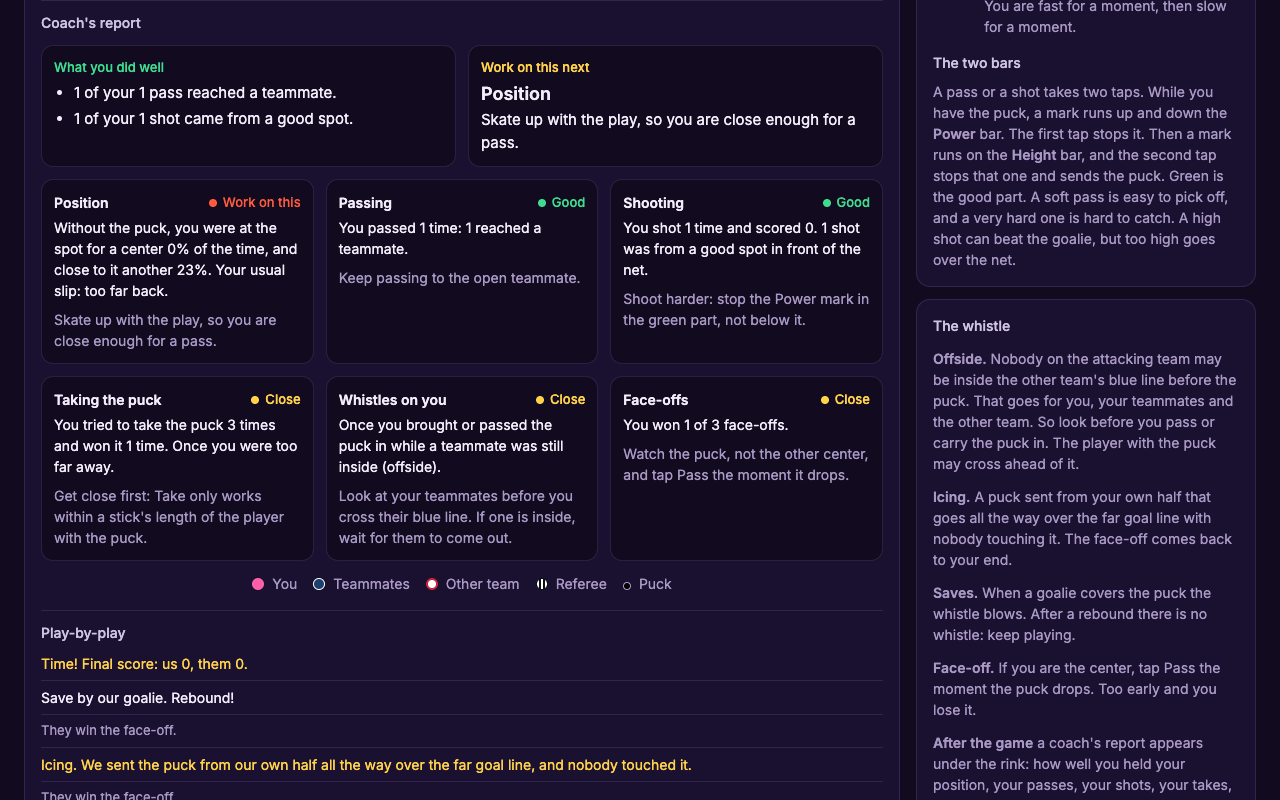 Coach's report
What you did well
• 1 of your 1 pass reached a teammate.
• 1 of your 1 shot came from a good spot.
Work on this next
Position
Skate up with the play, so you are close enough for a
pass.
Position
Work on this
Without the puck, you were at the
spot for a center 0% of the time, and
close to it another 23%. Your usual
slip: too far back.
Skate up with the play, so you are
close enough for a pass.
Passing
Good
You passed 1 time: 1 reached a
teammate.
Keep passing to the open teammate.
Shooting
Good
You shot 1 time and scored 0. 1 shot
was from a good spot in front of the
net.
Shoot harder: stop the Power mark in
the green part, not below it.
Taking the puck
Close
You tried to take the puck 3 times
and won it 1 time. Once you were too
far away.
Get close first: Take only works
within a stick's length of the player
with the puck.
Whistles on you
Close
Once you brought or passed the
puck in while a teammate was still
inside (offside).
Look at your teammates before you
cross their blue line. If one is inside,
wait for them to come out.
Face-offs
Close
You won 1 of 3 face-offs.
Watch the puck, not the other center,
and tap Pass the moment it drops.
You Teammates Other team Referee Puck
Play-by-play
Time! Final score: us 0, them 0.
Save by our goalie. Rebound!
They win the face-off.
Icing. We sent the puck from our own half all the way over the far goal line, and nobody touched it.
They win the face-off.
You are fast for a moment, then slow
for a moment.
The two bars
A pass or a shot takes two taps. While you
have the puck, a mark runs up and down the
Power bar. The first tap stops it. Then a mark
runs on the Height bar, and the second tap
stops that one and sends the puck. Green is
the good part. A soft pass is easy to pick off,
and a very hard one is hard to catch. A high
shot can beat the goalie, but too high goes
over the net.
The whistle
Offside. Nobody on the attacking team may
be inside the other team's blue line before the
puck. That goes for you, your teammates and
the other team. So look before you pass or
carry the puck in. The player with the puck
may cross ahead of it.
Icing. A puck sent from your own half that
goes all the way over the far goal line with
nobody touching it. The face-off comes back
to your end.
Saves. When a goalie covers the puck the
whistle blows. After a rebound there is no
whistle: keep playing.
Face-off. If you are the center, tap Pass the
moment the puck drops. Too early and you
lose it.
After the game a coach's report appears
under the rink: how well you held your
position, your passes, your shots, your takes,